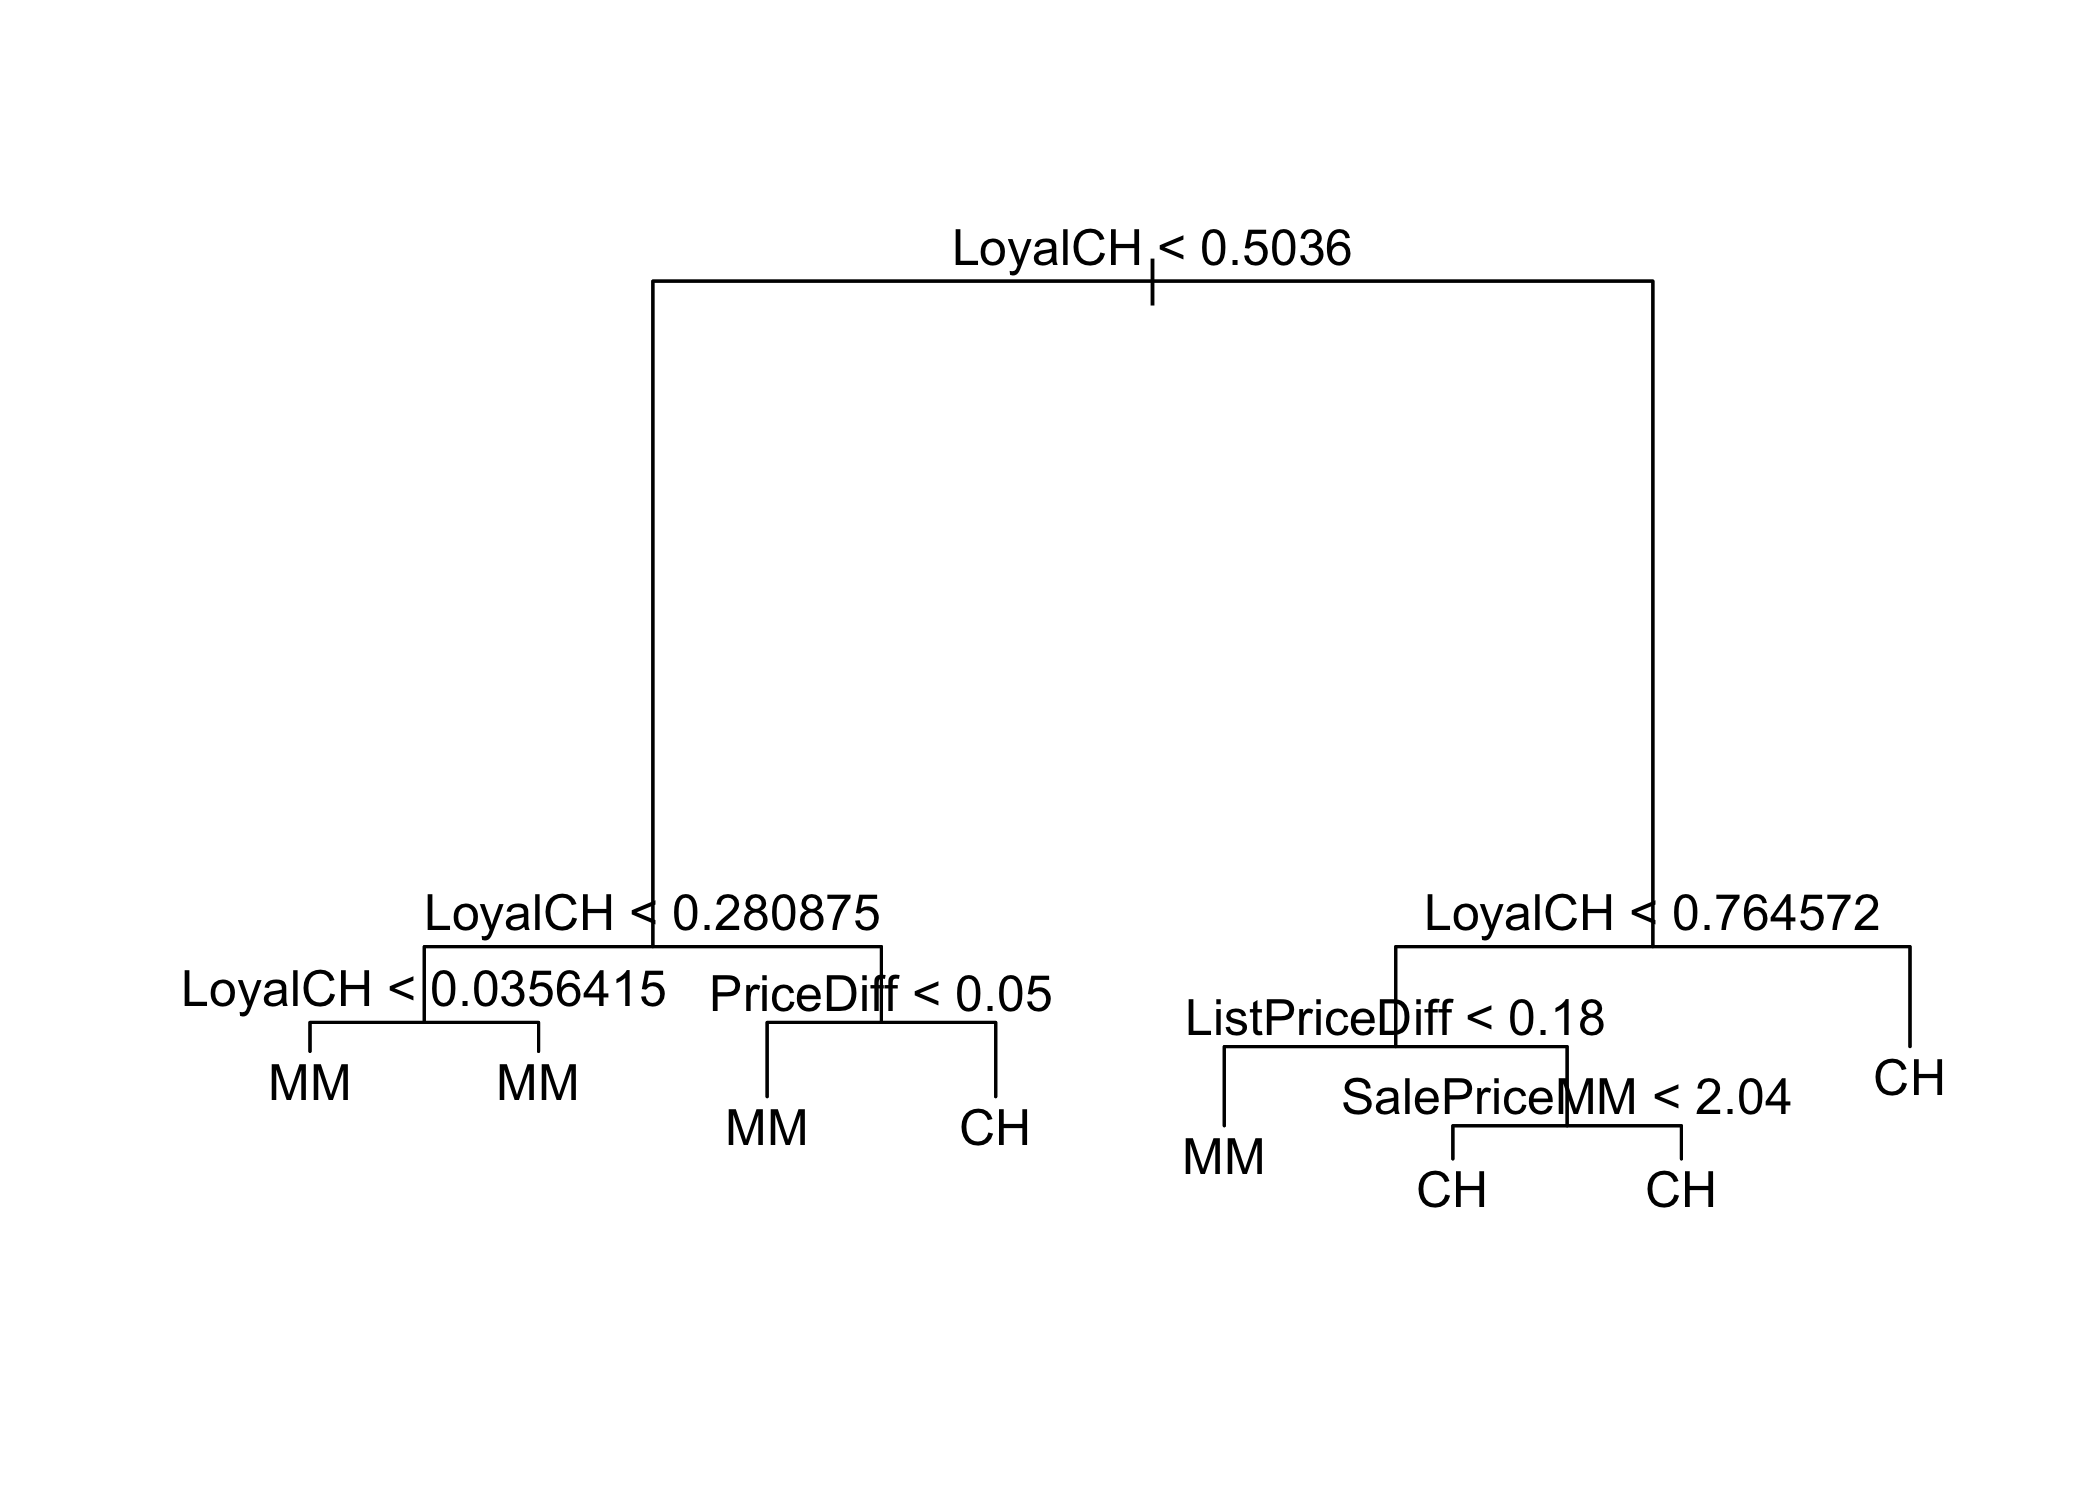 LoyalCH < 0.5036
LoyalCH < 0.280875
LoyalCH < 0.764572
LoyalCH < 0.0356415
PriceDiff < 0.05
ListPriceDiff < 0.18
MM
MM
CH
SalePriceMM < 2.04
MM
CH
MM
CH
CH